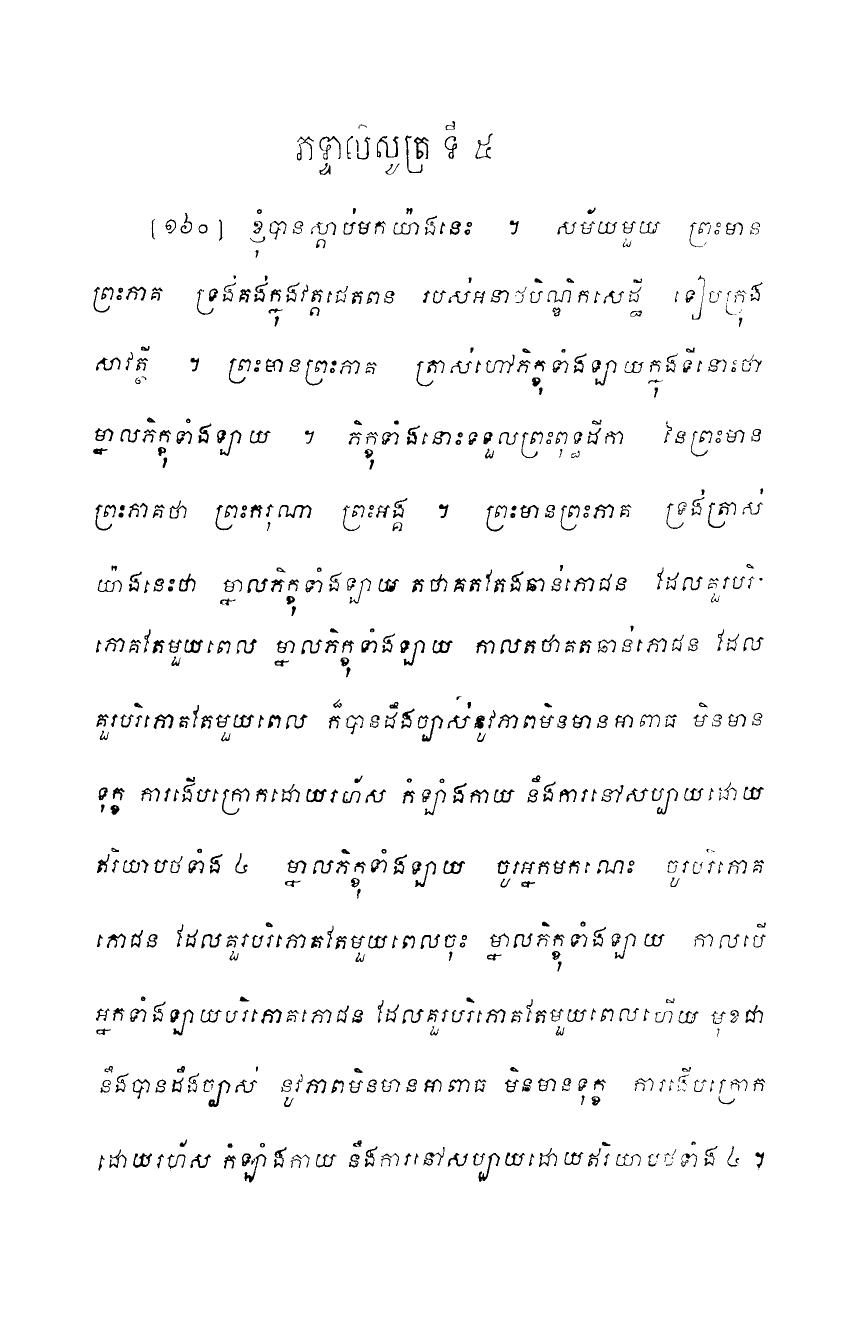 ភទ្ទាលិសូត្រ ទី ៥
[១៦០] ខ្ញុំបានស្តាប់មកយ៉ាងនេះ ។ សម័យមួយ ព្រះមាន
ព្រះភាគ ទ្រង់គង់ក្នុងវត្តជេតពន របស់អនាថបិណ្ឌិកសេដ្ឋី ទៀបក្រុង
សាវត្ថី ។ ព្រះមានព្រះភាគ ត្រាស់ហៅភិក្ខុទាំងឡាយក្នុងទីនោះថា
ម្នាលភិក្ខុទាំងឡាយ ។ ភិក្ខុទាំងនោះទទួលព្រះពុទ្ធដីកា នៃព្រះមាន
ព្រះភាគថា ព្រះករុណា ព្រះអង្គ ។ ព្រះមានព្រះភាគ ទ្រង់ត្រាស់
យ៉ាងនេះថា ម្នាលភិក្ខុទាំងឡាយ តថាគតតែងឆាន់ភោជន ដែលគួរបរិ-
ភោគតែមួយពេល ម្នាលភិក្ខុទាំងឡាយ កាលតថាគតឆាន់ភោជន ដែល
គួរបរិភោគតែមួយពេល ក៏បានដឹងច្បាស់នូវភាពមិនមានអាពាធ មិនមាន
ទុក្ខ ការងើបក្រោកដោយរហ័ស កំឡាំងកាយ នឹងការនៅសប្បាយដោយ
ឥរិយាបថទាំង ៤ ម្នាលភិក្ខុទាំងឡាយ ចូរអ្នកមកណេះ ចូរបរិភោគ
ភោជន ដែលគួរបរិភោគតែមួយពេលចុះ ម្នាលភិក្ខុទាំងឡាយ កាលបើ
អ្នកទាំងឡាយបរិភោគភោជន ដែលគួរបរិភោគតែមួយពេលហើយ មុខជា
នឹងបានដឹងច្បាស់ នូវភាពមិនមានអាពាធ មិនមានទុក្ខ ការងើបក្រោក
ដោយរហ័ស កំឡាំងកាយ នឹងការនៅសប្បាយដោយឥរិយាបថទាំង ៤ ។